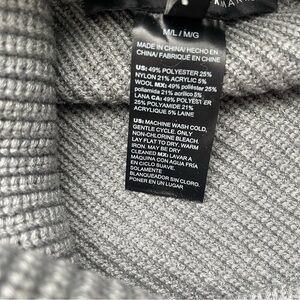 M/L / M/G
MADE IN CHINA/ HECHO EN
CHINA/ FABRIQUÉ EN CHINE
US: 49% POLYESTER 25%
NYLON 21% ACRYLIC 5%
WOOL MX: 49% poliéster 25%
poliamida 21% acrílico 5%
LANA CA: 49% POLYESTER
25% POLYAMIDE 21%
ACRYLIQUE 5% LAINE
US: MACHINE WASH COLD,
GENTLE CYCLE. ONLY
NON-CHLORINE BLEACH.
LAY FLAT TO DRY. WARM
IRON. MAY BE DRY
CLEANED MX: LAVAR A
MÁQUINA CON AGUA FRÍA
EN CICLO SUAVE.
SOLAMENTE
BLANQUEADOR SIN CLORO.
PONER EN UN LUGAR